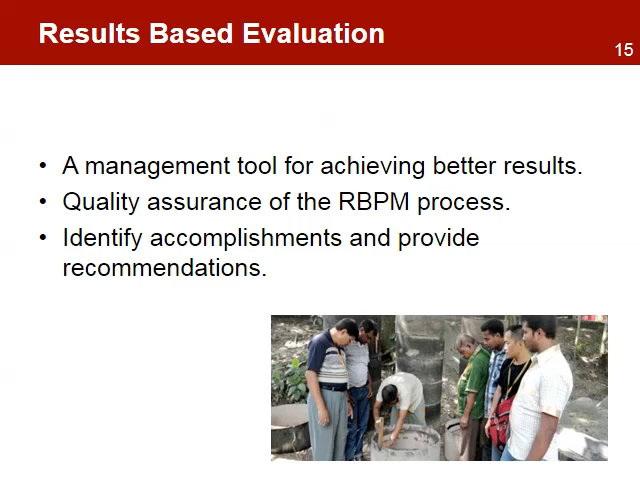 Results Based Evaluation
15
• A management tool for achieving better results.
• Quality assurance of the RBPM process.
• Identify accomplishments and provide
recommendations.